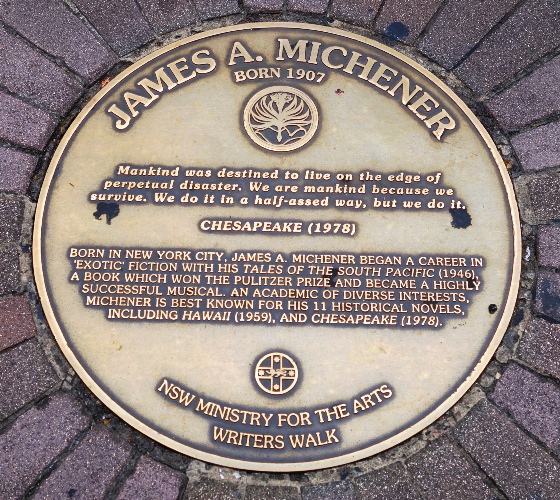 JAMES A. MICHENER
BORN 1907
Mankind was destined to live on the edge of
perpetual disaster. We are mankind because we
survive. We do it in a half-assed way, but we do it.
CHESAPEAKE (1978)
BORN IN NEW YORK CITY, JAMES A. MICHENER BEGAN A CAREER IN
'EXOTIC' FICTION WITH HIS TALES OF THE SOUTH PACIFIC (1946),
A BOOK WHICH WON THE PULITZER PRIZE AND BECAME A HIGHLY
SUCCESSFUL MUSICAL. AN ACADEMIC OF DIVERSE INTERESTS,
MICHENER IS BEST KNOWN FOR HIS 11 HISTORICAL NOVELS,
INCLUDING HAWAII (1959), AND CHESAPEAKE (1978).
NSW MINISTRY FOR THE ARTS
WRITERS WALK